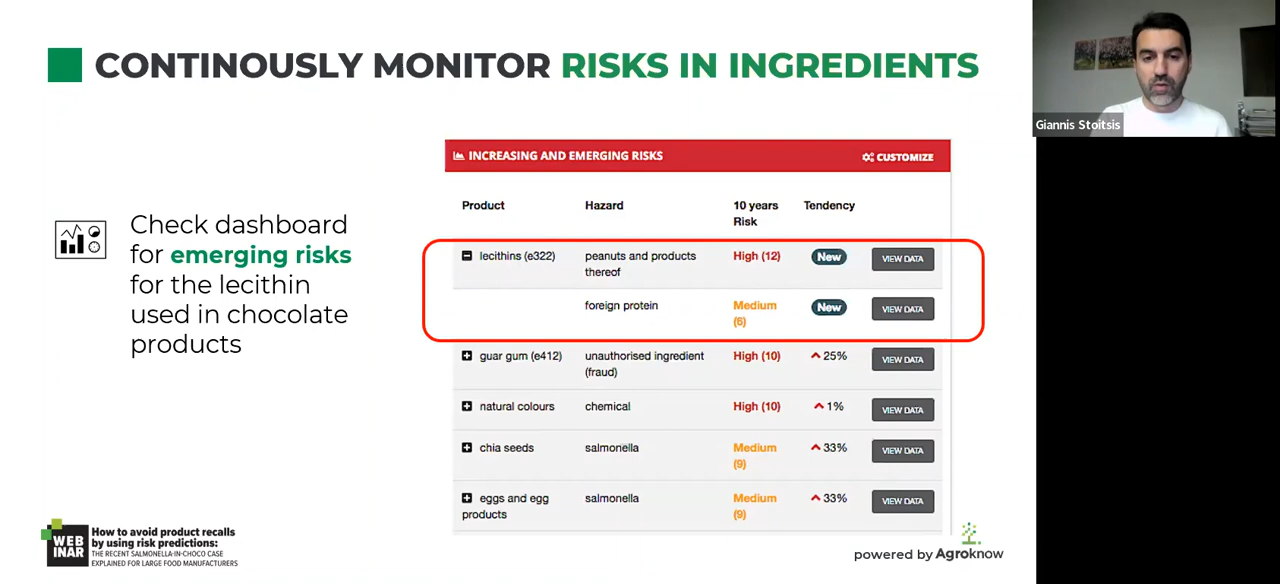 CONTINOUSLY MONITOR RISKS IN INGREDIENTS
Giannis Stoitsis
Check dashboard
for emerging risks
for the lecithin
used in chocolate
products
INCREASING AND EMERGING RISKS
CUSTOMIZE
Product Hazard 10 years Risk Tendency
lecithins (e322) peanuts and products thereof High (12) New VIEW DATA
foreign protein Medium (6) New VIEW DATA
guar gum (e412) unauthorised ingredient (fraud) High (10) 25% VIEW DATA
natural colours chemical High (10) 1% VIEW DATA
chia seeds salmonella Medium (9) 33% VIEW DATA
eggs and egg products salmonella Medium (9) 33% VIEW DATA
WEB
INAR
How to avoid product recalls
by using risk predictions:
THE RECENT SALMONELLA-IN-CHOCO CASE
EXPLAINED FOR LARGE FOOD MANUFACTURERS
powered by Agroknow